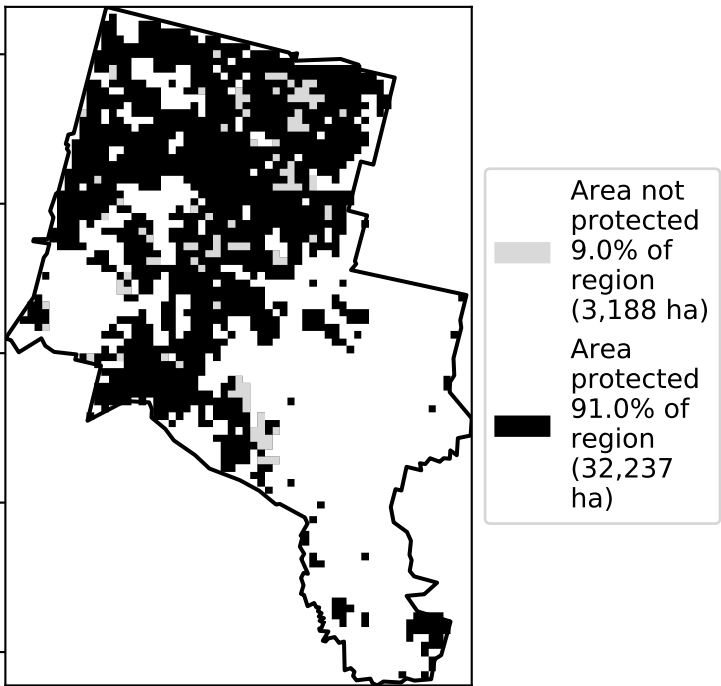 Area not
protected
9.0% of
region
(3,188 ha)
Area
protected
91.0% of
region
(32,237
ha)